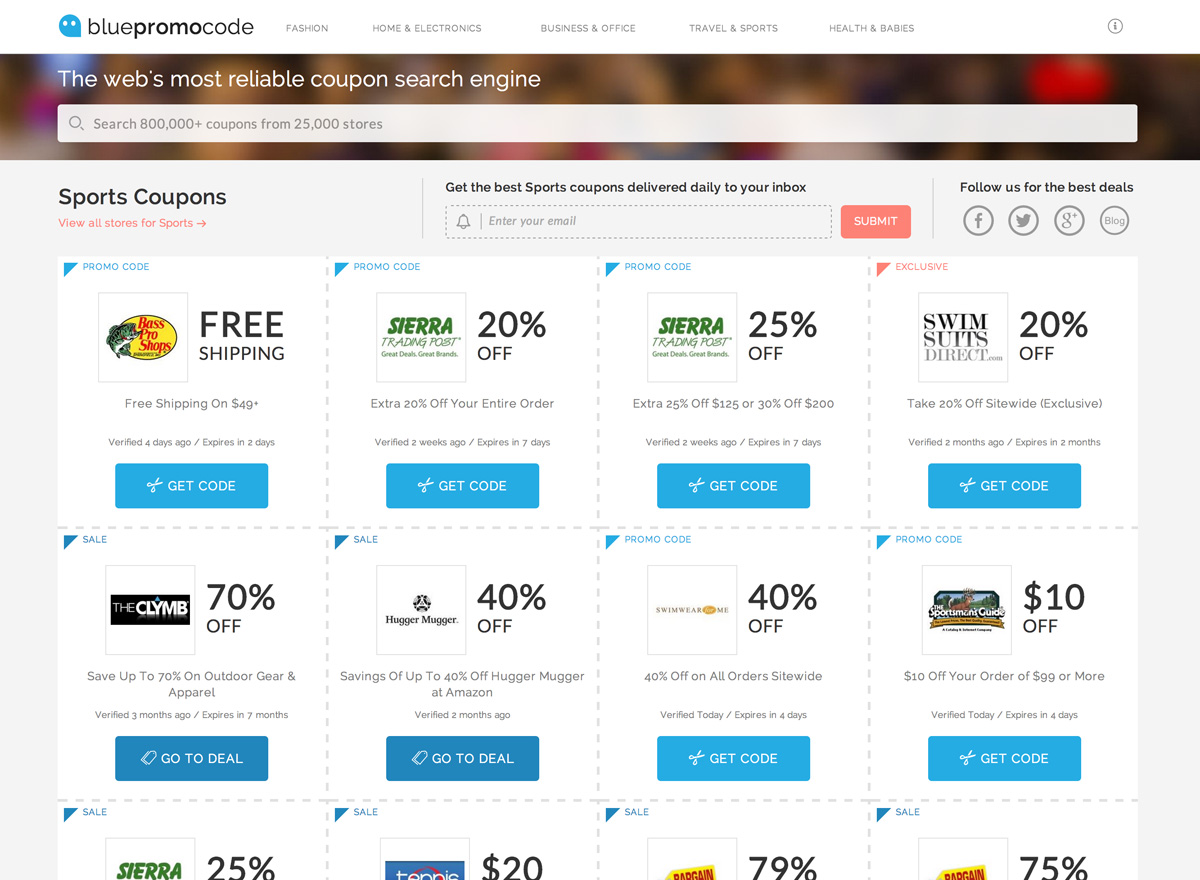 bluepromocode
FASHION
HOME & ELECTRONICS
BUSINESS & OFFICE
TRAVEL & SPORTS
HEALTH & BABIES
The web's most reliable coupon search engine
Search 800,000+ coupons from 25,000 stores
Sports Coupons
View all stores for Sports →
Get the best Sports coupons delivered daily to your inbox
Enter your email
SUBMIT
Follow us for the best deals
Blog
PROMO CODE
Bass
Pro
Shops
FREE
SHIPPING
Free Shipping On $49+
Verified 4 days ago / Expires in 2 days
GET CODE
PROMO CODE
SIERRA
TRADING POST
Great Deals. Great Brands.
20%
OFF
Extra 20% Off Your Entire Order
Verified 2 weeks ago / Expires in 7 days
GET CODE
PROMO CODE
SIERRA
TRADING POST
Great Deals. Great Brands.
25%
OFF
Extra 25% Off $125 or 30% Off $200
Verified 2 weeks ago / Expires in 7 days
GET CODE
EXCLUSIVE
SWIM
SUITS
DIRECT.com
20%
OFF
Take 20% Off Sitewide (Exclusive)
Verified 2 months ago / Expires in 2 months
GET CODE
SALE
THE CLYMB
70%
OFF
Save Up To 70% On Outdoor Gear &
Apparel
Verified 3 months ago / Expires in 7 months
GO TO DEAL
SALE
Hugger Mugger.
40%
OFF
Savings Of Up To 40% Off Hugger Mugger
at Amazon
Verified 2 months ago
GO TO DEAL
PROMO CODE
SWIMWEAR ME
40%
OFF
40% Off on All Orders Sitewide
Verified Today / Expires in 4 days
GET CODE
PROMO CODE
THE
Sportsman's Guide
A Catalog & Internet Company
$10
OFF
$10 Off Your Order of $99 or More
Verified Today / Expires in 4 days
GET CODE
SALE
SIERRA
25%
SALE
tennis
$20
SALE
BARGAIN
79%
SALE
BARGAIN
75%